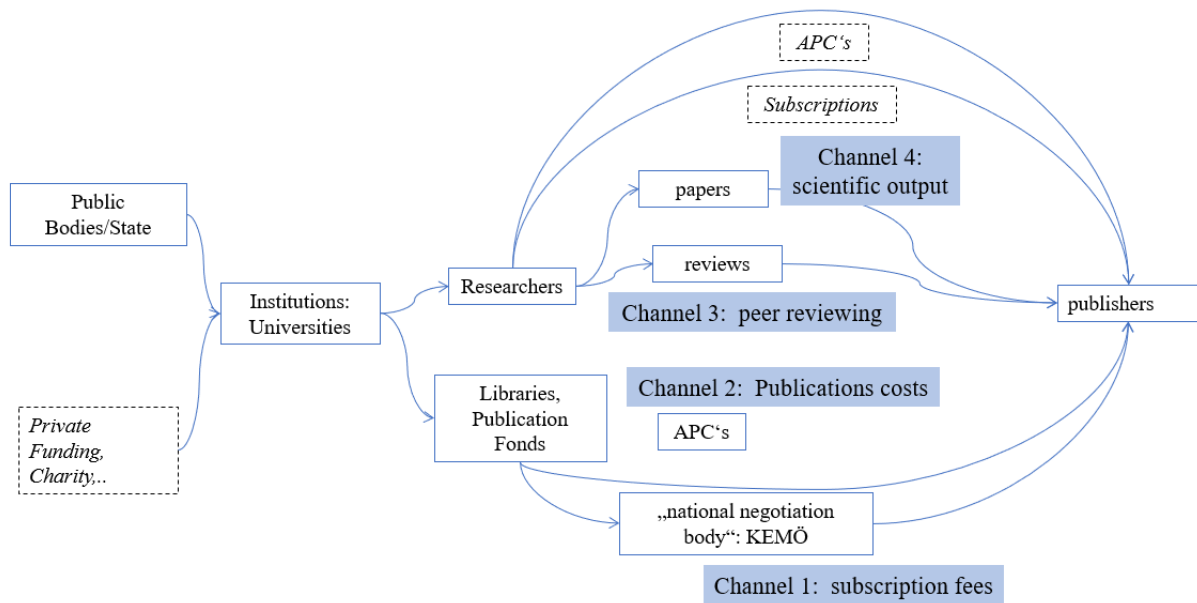 APC‘s
Subscriptions
Channel 4:
scientific output
papers
Public
Bodies/State
reviews
Researchers
Institutions:
Universities
publishers
Channel 3:  peer reviewing
Channel 2:  Publications costs
Libraries,
Publication
Fonds
APC‘s
Private
Funding,
Charity,..
„national negotiation
body“: KEMÖ
Channel 1:  subscription fees